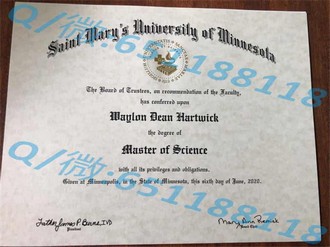 Saint Mary's University of Minnesota
The Board of Trustees, on recommendation of the Faculty,
has conferred upon
Waylon Dean Hartwick
the degree of
Master of Science
with all its privileges and obligations.
Given at Minneapolis, in the State of Minnesota, this sixth day of June, 2020.
President
Q/微:651188118
Q/微:651188118